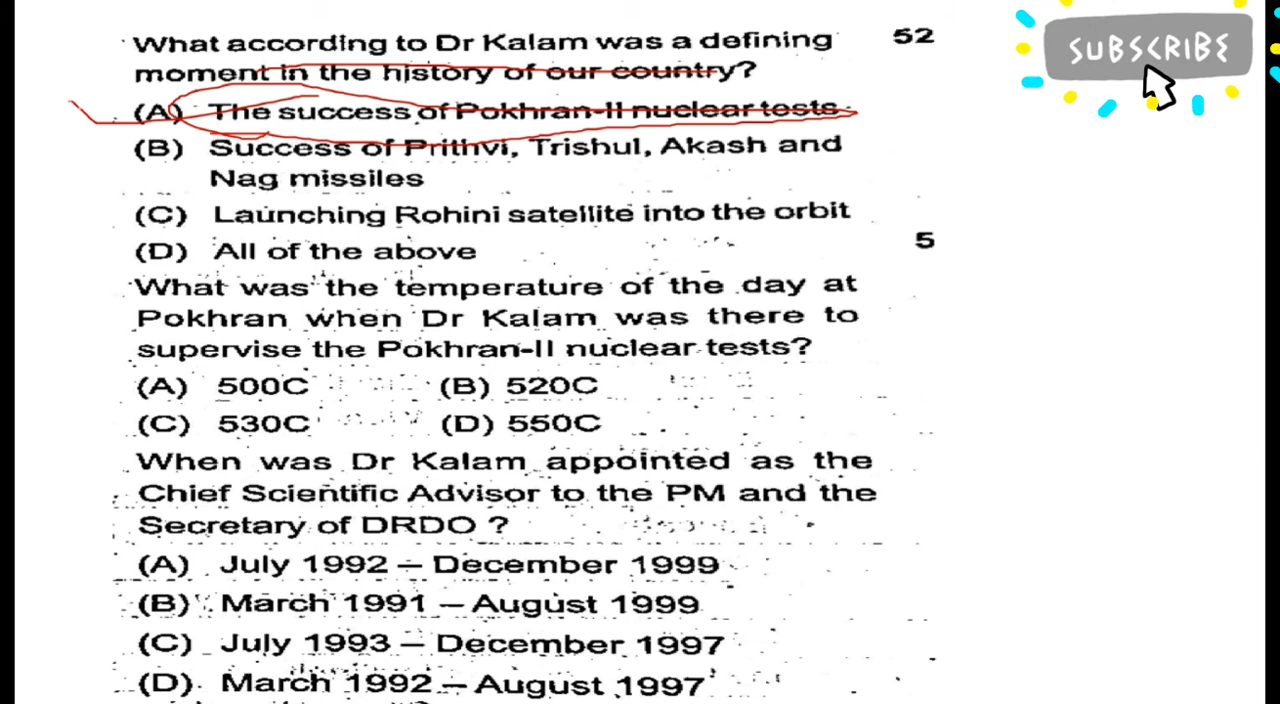 What according to Dr Kalam was a defining
moment in the history of our country?
(A) The success of Pokhran-II nuclear tests
(B) Success of Prithvi, Trishul, Akash and
Nag missiles
(C) Launching Rohini satellite into the orbit
(D) All of the above
What was the temperature of the day at
Pokhran when Dr Kalam was there to
supervise the Pokhran-II nuclear tests?
(A) 500C (B) 520C
(C) 530C (D) 550C
When was Dr Kalam appointed as the
Chief Scientific Advisor to the PM and the
Secretary of DRDO ?
(A) July 1992 – December 1999
(B) March 1991 – August 1999
(C) July 1993 – December 1997
(D) March 1992 – August 1997
52
5
SUBSCRIBE